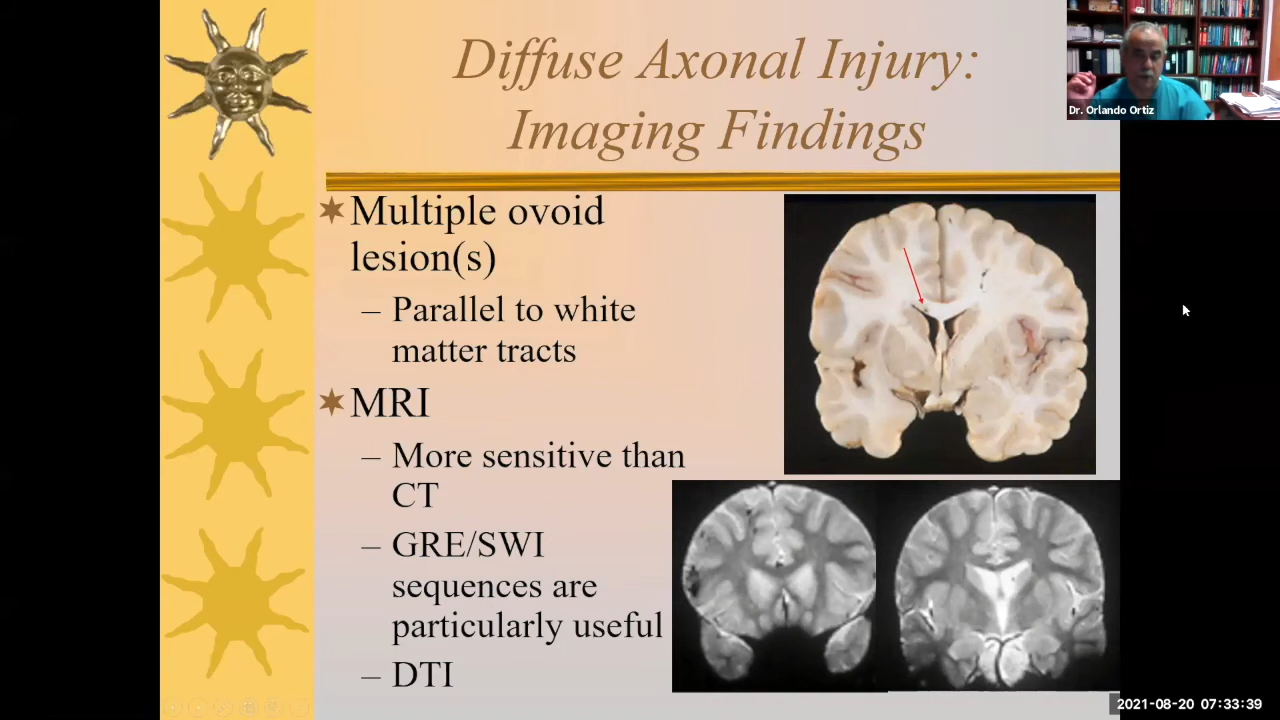 Diffuse Axonal Injury:
Imaging Findings
Dr. Orlando Ortiz
Multiple ovoid
lesion(s)
– Parallel to white
matter tracts
MRI
– More sensitive than
CT
– GRE/SWI
sequences are
particularly useful
– DTI
2021-08-20 07:33:39